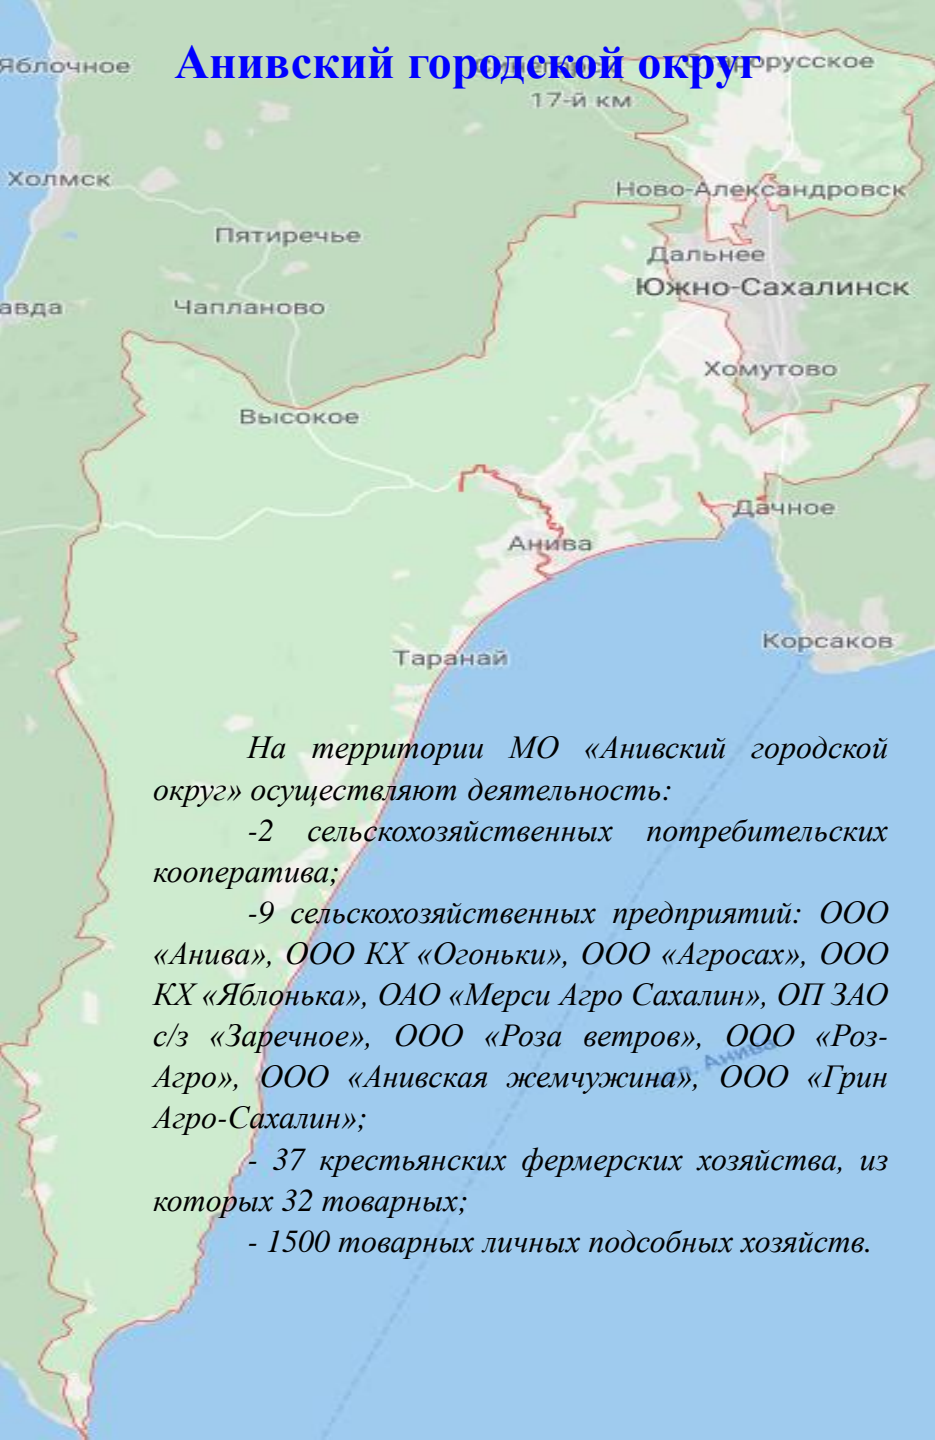 Анивский городской округ
Яблочное
17-й км
Холмск
Ново-Александровск
Пятиречье
Дальнее
Южно-Сахалинск
авда
Чапланово
Хомутово
Высокое
Дачное
Анива
Корсаков
Таранай
На территории МО «Анивский городской
округ» осуществляют деятельность:
-2 сельскохозяйственных потребительских
кооператива;
-9 сельскохозяйственных предприятий: ООО
«Анива», ООО КХ «Огоньки», ООО «Агросах», ООО
КХ «Яблонька», ОАО «Мерси Агро Сахалин», ОП ЗАО
с/з «Заречное», ООО «Роза ветров», ООО «Роз-
Агро», ООО «Анивская жемчужина», ООО «Грин
Агро-Сахалин»;
зал. Анива
- 37 крестьянских фермерских хозяйства, из
которых 32 товарных;
- 1500 товарных личных подсобных хозяйств.